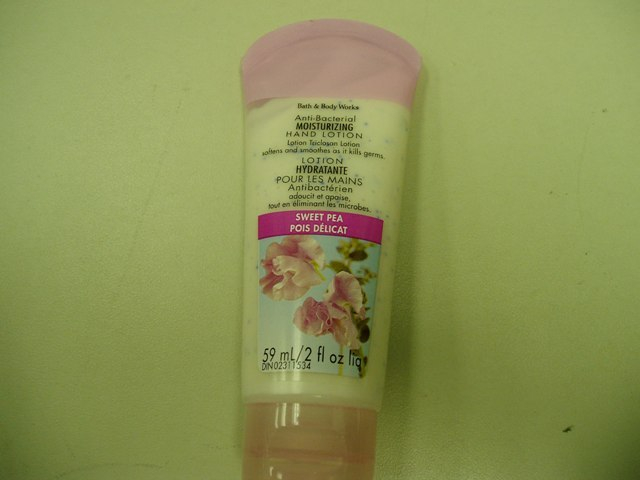 Bath & Body Works
Anti-Bacterial
MOISTURIZING
HAND LOTION
Lotion Triclosan Lotion
softens and smoothes as it kills germs.
LOTION
HYDRATANTE
POUR LES MAINS
Antibactérien
adoucit et apaise,
tout en éliminant les microbes.
SWEET PEA
POIS DÉLICAT
59 mL/2 fl oz liq
DIN02311534